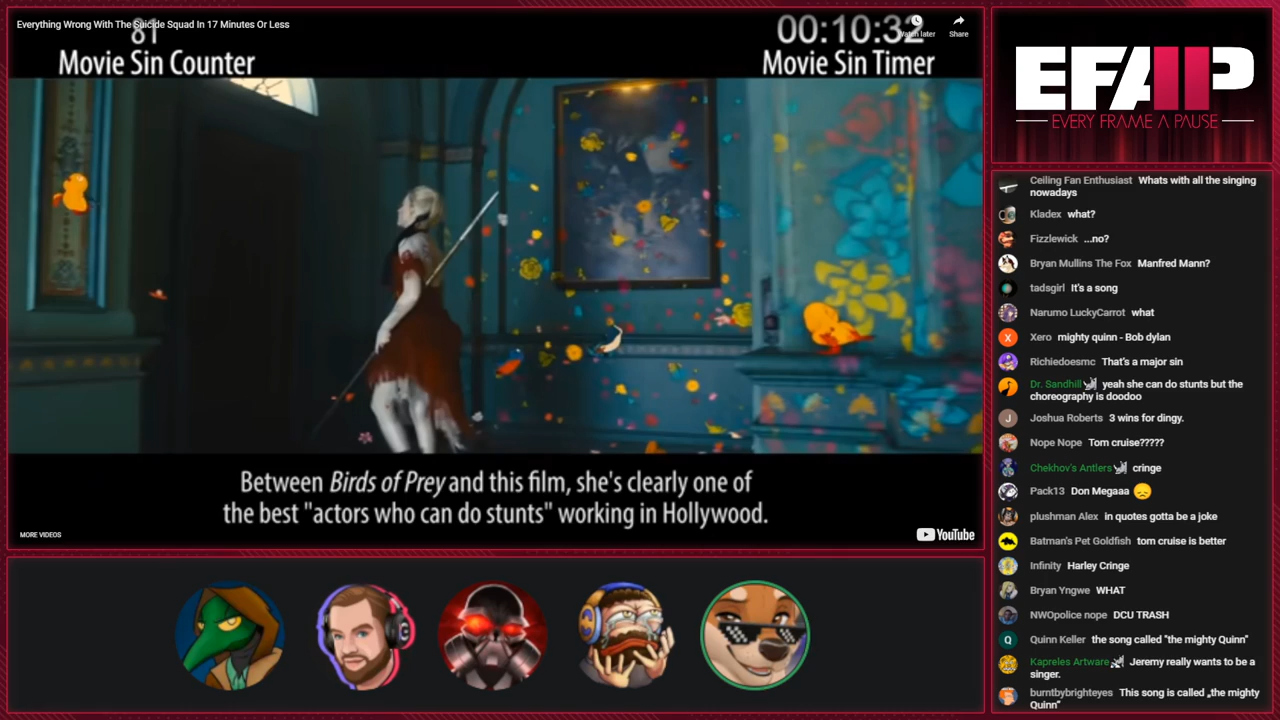 Everything Wrong With The Suicide Squad In 17 Minutes Or Less
81
Movie Sin Counter
00:10:32
Movie Sin Timer
Watch later
Share
Between Birds of Prey and this film, she's clearly one of
the best "actors who can do stunts" working in Hollywood.
MORE VIDEOS
YouTube
EFAP
EVERY FRAME A PAUSE
Ceiling Fan Enthusiast Whats with all the singing
nowadays
Kladex what?
Fizzlewick ...no?
Bryan Mullins The Fox Manfred Mann?
tadsgirl It's a song
Narumo LuckyCarrot what
X
Xero mighty quinn - Bob dylan
Richiedoesmc That's a major sin
Dr. Sandhill yeah she can do stunts but the
choreography is doodoo
J
Joshua Roberts 3 wins for dingy.
Nope Nope Tom cruise?????
Chekhov's Antlers cringe
Pack13 Don Megaaa 😞
plushman Alex in quotes gotta be a joke
Batman's Pet Goldfish tom cruise is better
Infinity Harley Cringe
Bryan Yngwe WHAT
NWOpolice nope DCU TRASH
Q
Quinn Keller the song called "the mighty Quinn"
Kapreles Artware Jeremy really wants to be a
singer.
burntbybrighteyes This song is called „the mighty
Quinn"